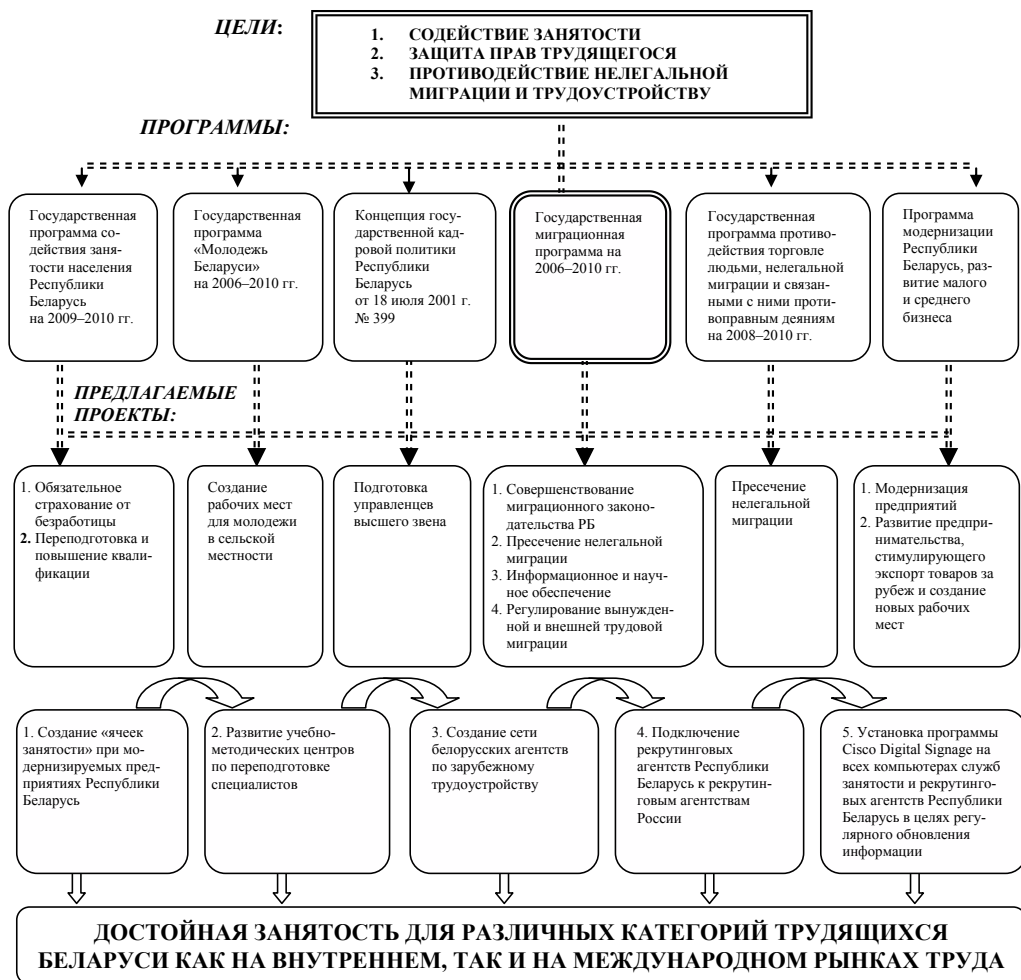 ЦЕЛИ:
1. СОДЕЙСТВИЕ ЗАНЯТОСТИ
2. ЗАЩИТА ПРАВ ТРУДЯЩЕГОСЯ
3. ПРОТИВОДЕЙСТВИЕ НЕЛЕГАЛЬНОЙ
МИГРАЦИИ И ТРУДОУСТРОЙСТВУ
ПРОГРАММЫ:
Государственная
программа со-
действия заня-
тости населения
Республики
Беларусь
на 2009–2010 гг.
Государственная
программа
«Молодежь
Беларуси»
на 2006–2010 гг.
Концепция госу-
дарственной кад-
ровой политики
Республики
Беларусь
от 18 июля 2001 г.
№ 399
Государственная
миграционная
программа на
2006–2010 гг.
Государственная
программа противо-
действия торговле
людьми, нелегальной
миграции и связан-
ными с ними проти-
воправным деяниям
на 2008–2010 гг.
Программа
модернизации
Республики
Беларусь, раз-
витие малого
и среднего
бизнеса
ПРЕДЛАГАЕМЫЕ
ПРОЕКТЫ:
1. Обязательное
страхование от
безработицы
2. Переподготовка и
повышение квали-
фикации
Создание
рабочих мест
для молодежи
в сельской
местности
Подготовка
управленцев
высшего звена
1. Совершенствование
миграционного законо-
дательства РБ
2. Пресечение нелегальной
миграции
3. Информационное и науч-
ное обеспечение
4. Регулирование вынужден-
ной и внешней трудовой
миграции
Пресечение
нелегальной
миграции
1. Модернизация
предприятий
2. Развитие предпри-
нимательства,
стимулирующего
экспорт товаров за
рубеж и создание
новых рабочих
мест
1. Создание «ячеек
занятости» при мо-
дернизируемых пред-
приятиях Республики
Беларусь
2. Развитие учебно-
методических центров
по переподготовке
специалистов
3. Создание сети
белорусских агентств
по зарубежному
трудоустройству
4. Подключение
рекрутинговых
агентств Республики
Беларусь к рекрутин-
говым агентствам
России
5. Установка программы
Cisco Digital Signage на
всех компьютерах служб
занятости и рекрутинго-
вых агентств Республики
Беларусь в целях регу-
лярного обновления
информации
ДОСТОЙНАЯ ЗАНЯТОСТЬ ДЛЯ РАЗЛИЧНЫХ КАТЕГОРИЙ ТРУДЯЩИХСЯ
БЕЛАРУСИ КАК НА ВНУТРЕННЕМ, ТАК И НА МЕЖДУНАРОДНОМ РЫНКАХ ТРУДА